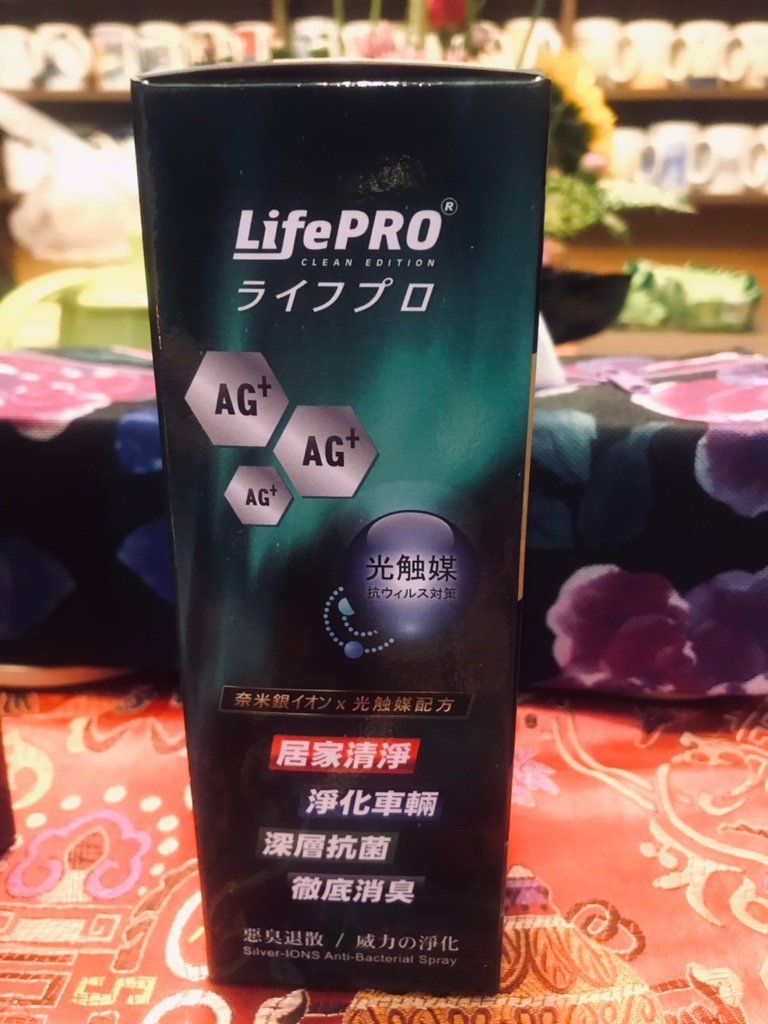 LifePRO®
CLEAN EDITION
ライフプロ
AG+
AG+
AG+
光触媒
抗ウィルス対策
奈米銀イオン x 光触媒配方
居家清淨
淨化車輛
深層抗菌
徹底消臭
惡臭退散 / 威力の淨化
Silver-IONS Anti-Bacterial Spray